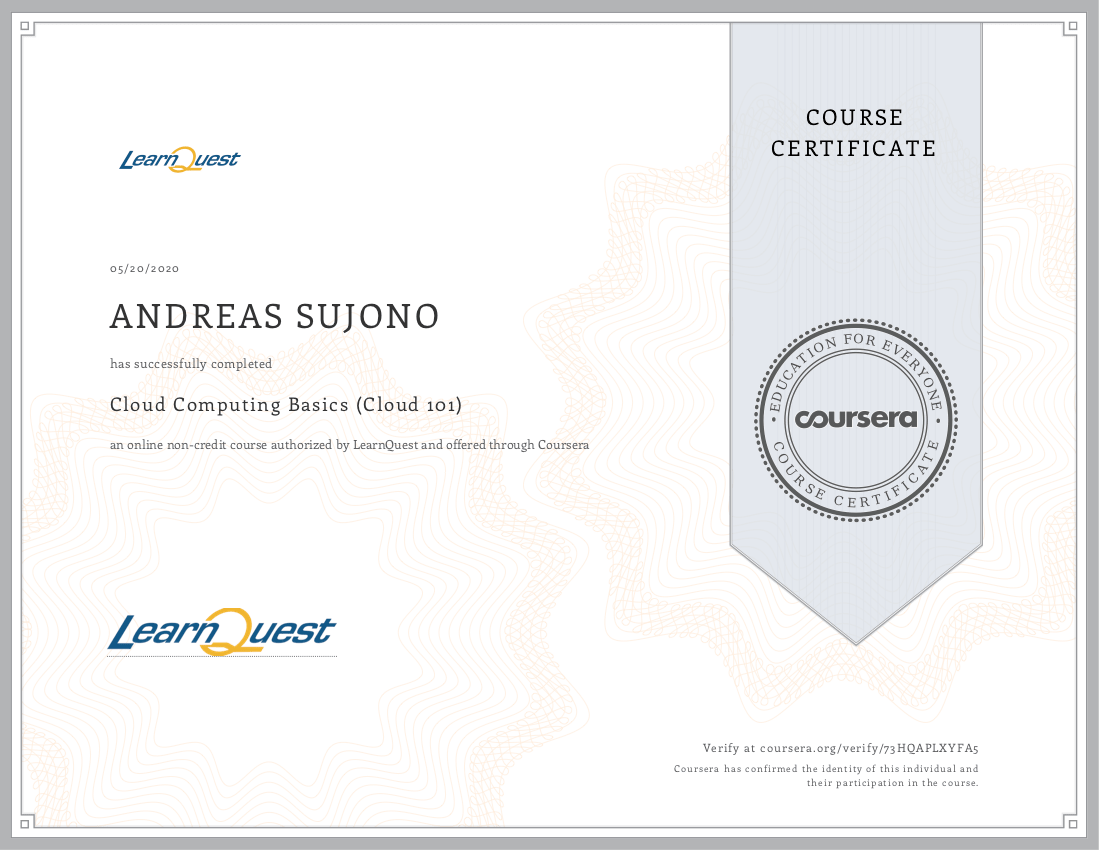 COURSE
CERTIFICATE
LearnQuest
05/20/2020
ANDREAS SUJONO
has successfully completed
Cloud Computing Basics (Cloud 101)
an online non-credit course authorized by LearnQuest and offered through Coursera
EDUCATION FOR EVERYONE
coursera
COURSE CERTIFICATE
LearnQuest
Verify at coursera.org/verify/73HQAPLXYFA5
Coursera has confirmed the identity of this individual and
their participation in the course.